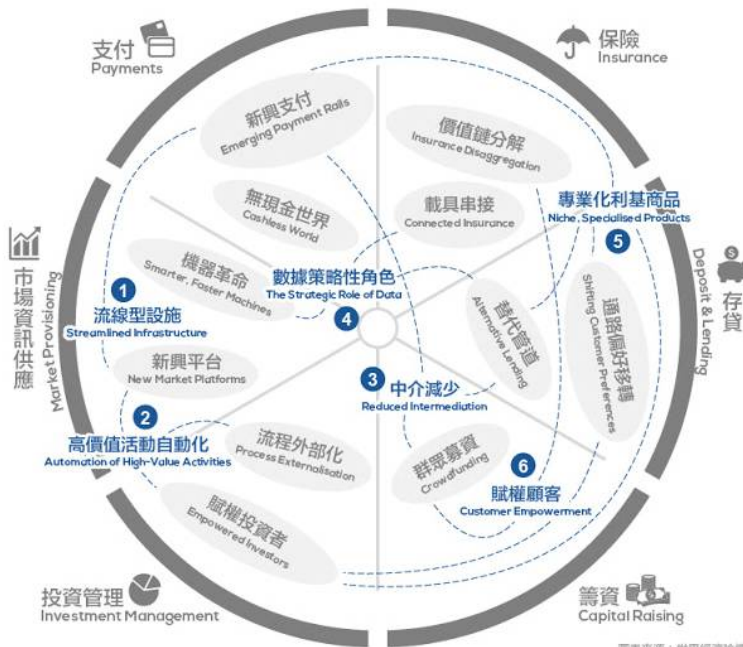 支付
Payments
保險
Insurance
新興支付
Emerging Payment Rails
價值鏈分解
Insurance Disaggregation
無現金世界
Cashless World
載具串接
Connected Insurance
專業化利基商品
Niche, Specialised Products
5
機器革命
Smarter, Faster Machines
數據策略性角色
The Strategic Role of Data
4
市場資訊供應
Market Provisioning
1
流線型設施
Streamlined Infrastructure
替代管道
Alternative Lending
通路偏好移轉
Shifting Customer Preferences
Deposit & Lending
存貸
新興平台
New Market Platforms
3
中介減少
Reduced Intermediation
2
高價值活動自動化
Automation of High-Value Activities
流程外部化
Process Externalisation
群眾募資
Crowdfunding
6
賦權顧客
Customer Empowerment
賦權投資者
Empowered Investors
投資管理
Investment Management
籌資
Capital Raising